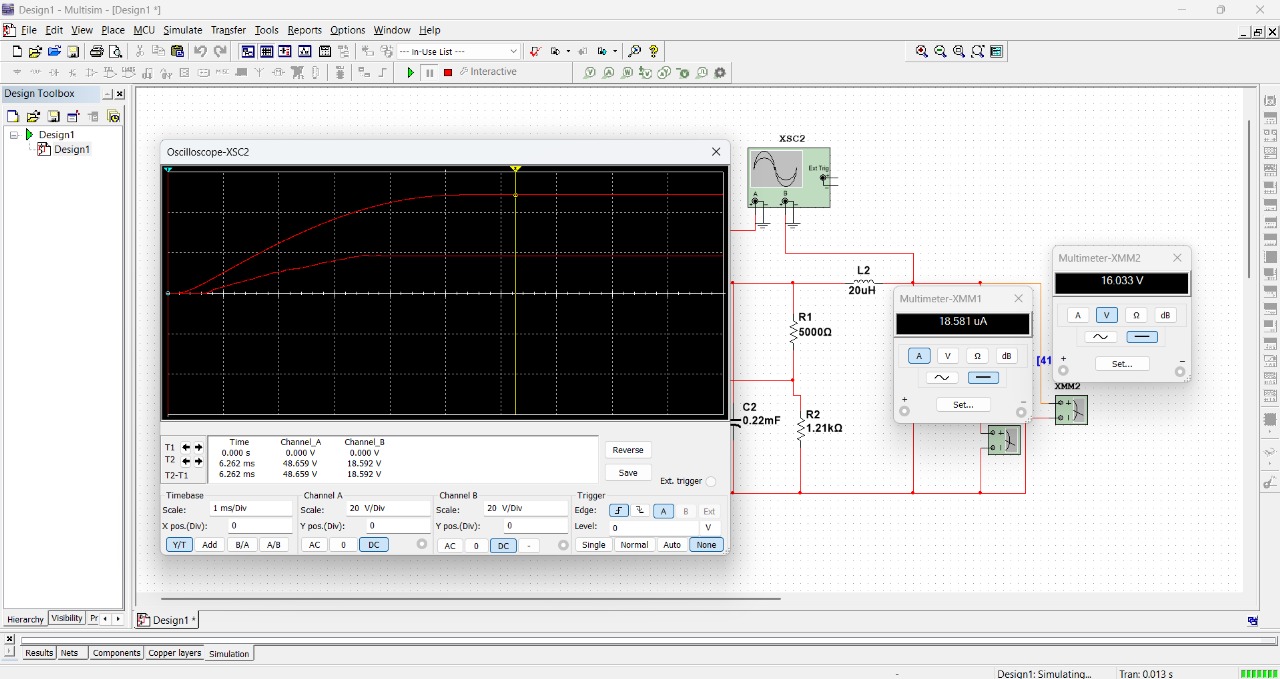 Design1 - Multisim - [Design1 *]
File Edit View Place MCU Simulate Transfer Tools Reports Options Window Help
--- In-Use List ---
Interactive
Design Toolbox
Design1
Design1
Oscilloscope-XSC2
XSC2
Ext Trig
A B
L2
20uH
R1
5000Ω
C2
0.22mF
R2
1.21kΩ
Multimeter-XMM1
18.581 uA
A V Ω dB
Set...
+ -
Multimeter-XMM2
16.033 V
A V Ω dB
Set...
+ -
[41
XMM2
T1
T2
T2-T1
Time Channel_A Channel_B
0.000 s 0.000 V 0.000 V
6.262 ms 48.659 V 18.592 V
6.262 ms 48.659 V 18.592 V
Reverse
Save
Ext. trigger
Timebase
Scale: 1 ms/Div
X pos.(Div): 0
Y/T Add B/A A/B
Channel A
Scale: 20 V/Div
Y pos.(Div): 0
AC 0 DC
Channel B
Scale: 20 V/Div
Y pos.(Div): 0
AC 0 DC -
Trigger
Edge: A B Ext
Level: 0 V
Single Normal Auto None
Hierarchy Visibility Pr
Design1 *
Results Nets Components Copper layers Simulation
- Design1: Simulating... Tran: 0.013 s